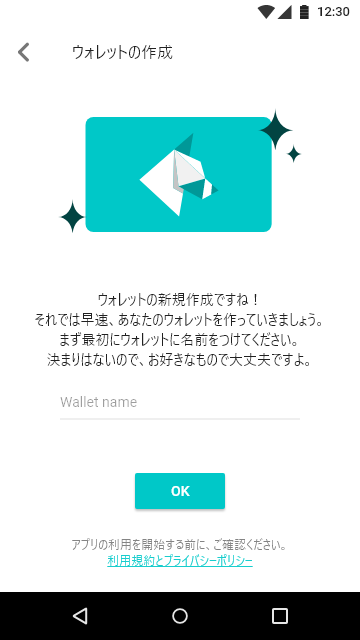 12:30
ウォレットの作成
ウォレットの新規作成ですね！
それでは早速、あなたのウォレットを作っていきましょう。
まず最初にウォレットに名前をつけてください。
決まりはないので、お好きなもので大丈夫ですよ。
Wallet name
OK
アプリの利用を開始する前に、ご確認ください。
利用規約とプライバシーポリシー